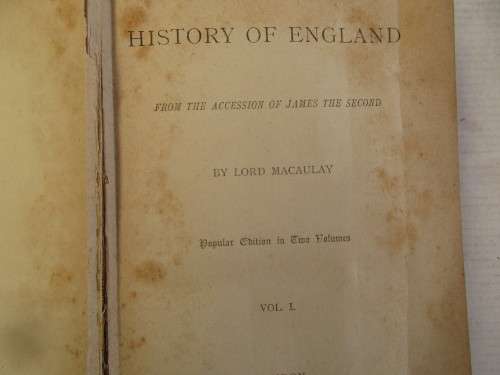 HISTORY OF ENGLAND
FROM THE ACCESSION OF JAMES THE SECOND
BY LORD MACAULAY
Popular Edition in Two Volumes
VOL. I.